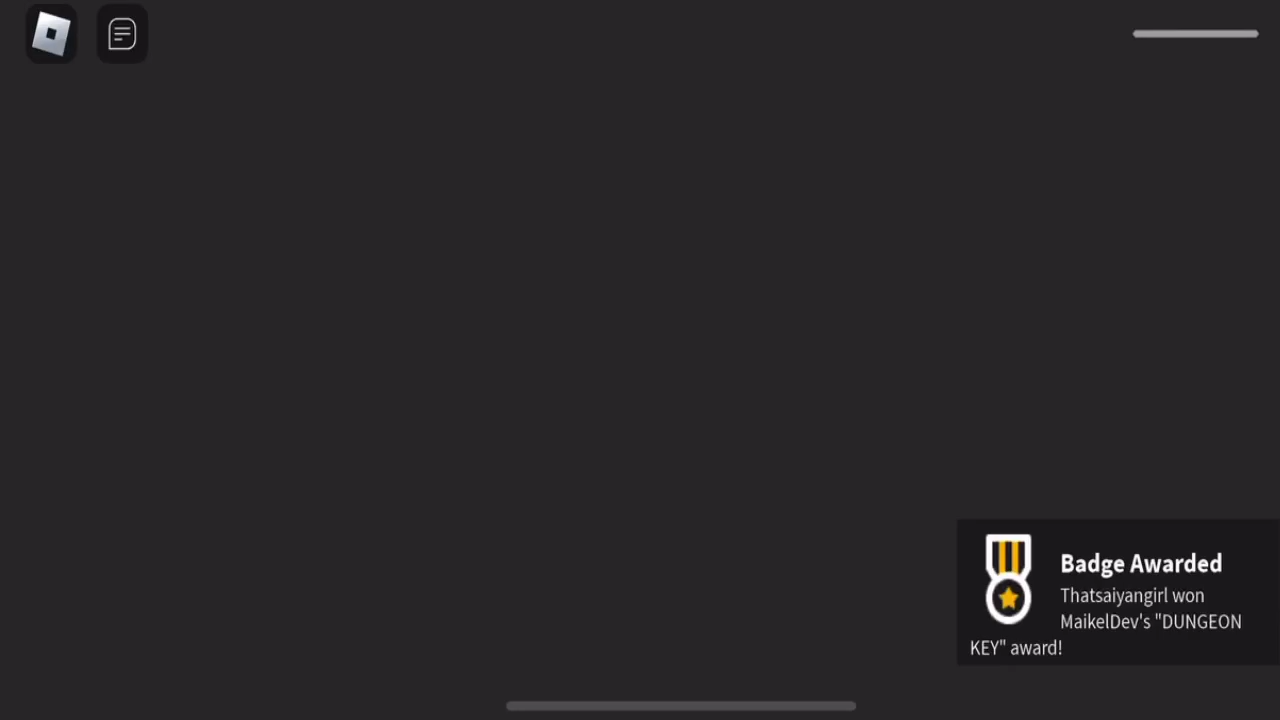 Badge Awarded
Thatsaiyangirl won
MaikelDev's "DUNGEON
KEY" award!